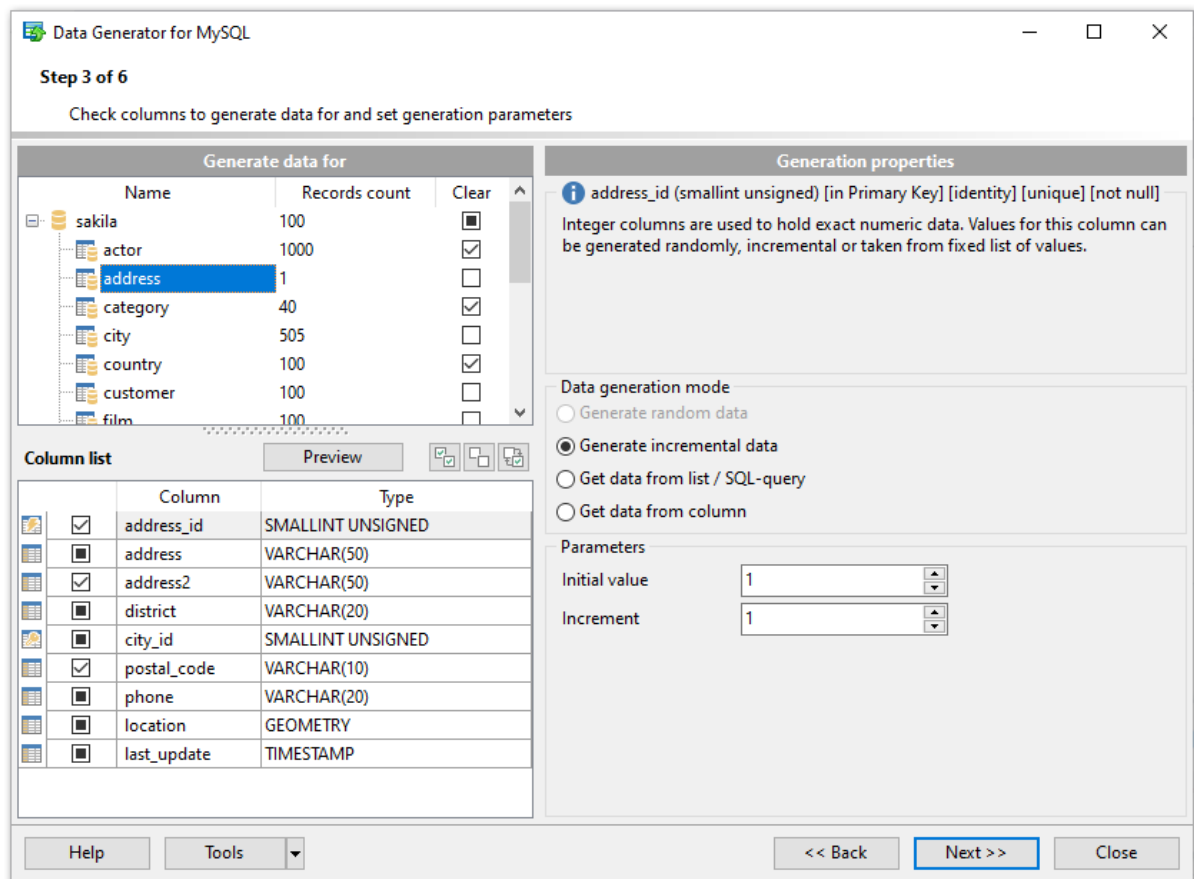 Data Generator for MySQL
Step 3 of 6
Check columns to generate data for and set generation parameters
Generate data for
Name Records count Clear
sakila 100
actor 1000
address 1
category 40
city 505
country 100
customer 100
film 100
Column list Preview
Column Type
address_id SMALLINT UNSIGNED
address VARCHAR(50)
address2 VARCHAR(50)
district VARCHAR(20)
city_id SMALLINT UNSIGNED
postal_code VARCHAR(10)
phone VARCHAR(20)
location GEOMETRY
last_update TIMESTAMP
Generation properties
address_id (smallint unsigned) [in Primary Key] [identity] [unique] [not null]
Integer columns are used to hold exact numeric data. Values for this column can
be generated randomly, incremental or taken from fixed list of values.
Data generation mode
Generate random data
Generate incremental data
Get data from list / SQL-query
Get data from column
Parameters
Initial value 1
Increment 1
Help Tools << Back Next >> Close